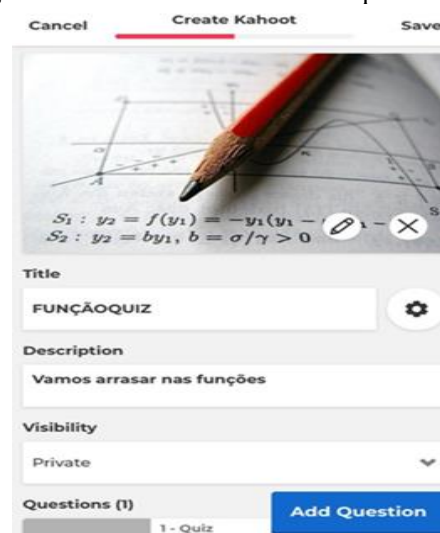 Cancel Create Kahoot Save
S₁ : y₂ = f(y₁) = −y₁(y₁ −
S₂ : y₂ = by₁, b = σ/γ > 0
Title
FUNÇÃOQUIZ
Description
Vamos arrasar nas funções
Visibility
Private
Questions (1)
Add Question
1 - Quiz